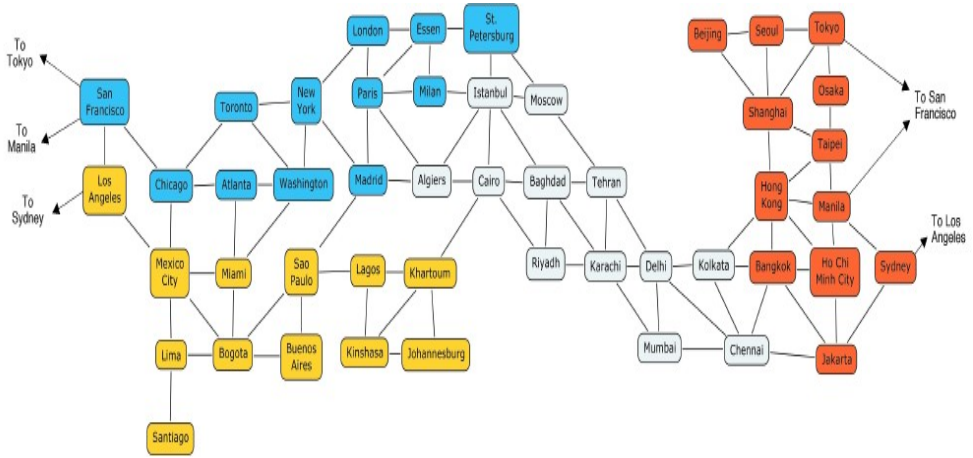 To
Tokyo
San
Francisco
To
Manila
Los
Angeles
To
Sydney
Toronto
New
York
Chicago
Atlanta
Washington
London
Essen
St.
Petersburg
Paris
Milan
Istanbul
Moscow
Madrid
Algiers
Cairo
Baghdad
Tehran
Mexico
City
Miami
Sao
Paulo
Lagos
Khartoum
Riyadh
Karachi
Delhi
Kolkata
Lima
Bogota
Buenos
Aires
Kinshasa
Johannesburg
Mumbai
Chennai
Santiago
Beijing
Seoul
Tokyo
Shanghai
Osaka
To San
Francisco
Taipei
Hong
Kong
Manila
To Los
Angeles
Bangkok
Ho Chi
Minh City
Sydney
Jakarta